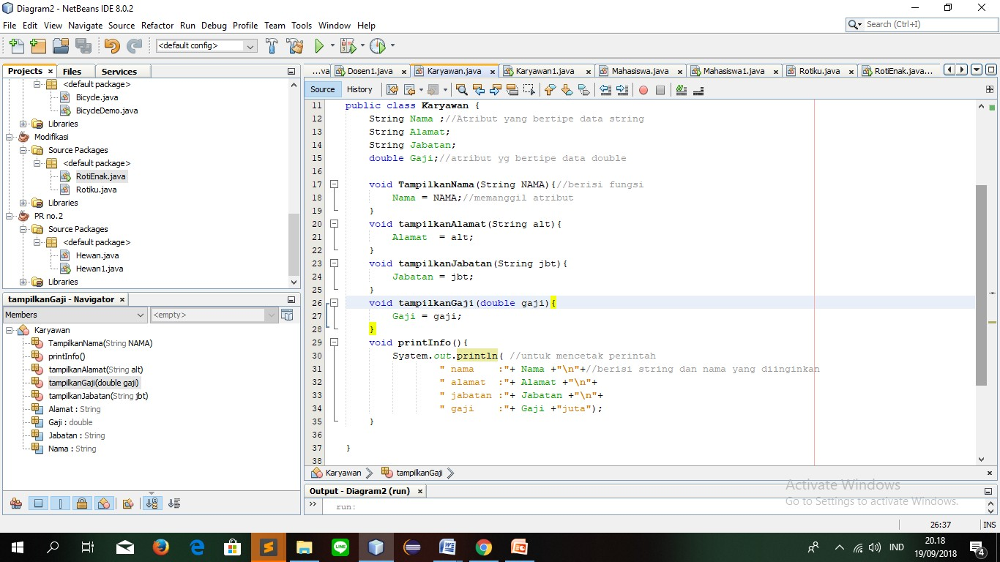 Diagram2 - NetBeans IDE 8.0.2
File Edit View Navigate Source Refactor Run Debug Profile Team Tools Window Help
Search (Ctrl+I)
<default config>
Projects × Files Services
<default package>
Bicycle.java
BicycleDemo.java
Libraries
Modifikasi
Source Packages
<default package>
RotiEnak.java
Rotiku.java
Libraries
PR no.2
Source Packages
<default package>
Hewan.java
Hewan1.java
Libraries
tampilkanGaji - Navigator ×
Members <empty>
Karyawan
TampilkanNama(String NAMA)
printInfo()
tampilkanAlamat(String alt)
tampilkanGaji(double gaji)
tampilkanJabatan(String jbt)
Alamat : String
Gaji : double
Jabatan : String
Nama : String
...va Dosen1.java × Karyawan.java × Karyawan1.java × Mahasiswa.java × Mahasiswa1.java × Rotiku.java × RotiEnak.java...
Source History
11 public class Karyawan {
12 String Nama ;//Atribut yang bertipe data string
13 String Alamat;
14 String Jabatan;
15 double Gaji;//atribut yg bertipe data double
16
17 void TampilkanNama(String NAMA){//berisi fungsi
18 Nama = NAMA;//memanggil atribut
19 }
20 void tampilkanAlamat(String alt){
21 Alamat  = alt;
22 }
23 void tampilkanJabatan(String jbt){
24 Jabatan = jbt;
25 }
26 void tampilkanGaji(double gaji){
27 Gaji = gaji;
28 }
29 void printInfo(){
30 System.out.println( //untuk mencetak perintah
31 " nama    :"+ Nama +"\n"+//berisi string dan nama yang diinginkan
32 " alamat  :"+ Alamat +"\n"+
33 " jabatan :"+ Jabatan +"\n"+
34 " gaji    :"+ Gaji +"juta");
35 }
36
37 }
38
Karyawan tampilkanGaji
Output - Diagram2 (run) ×
run:
Activate Windows
Go to Settings to activate Windows.
26:37 INS
IND
20.18
19/09/2018
4